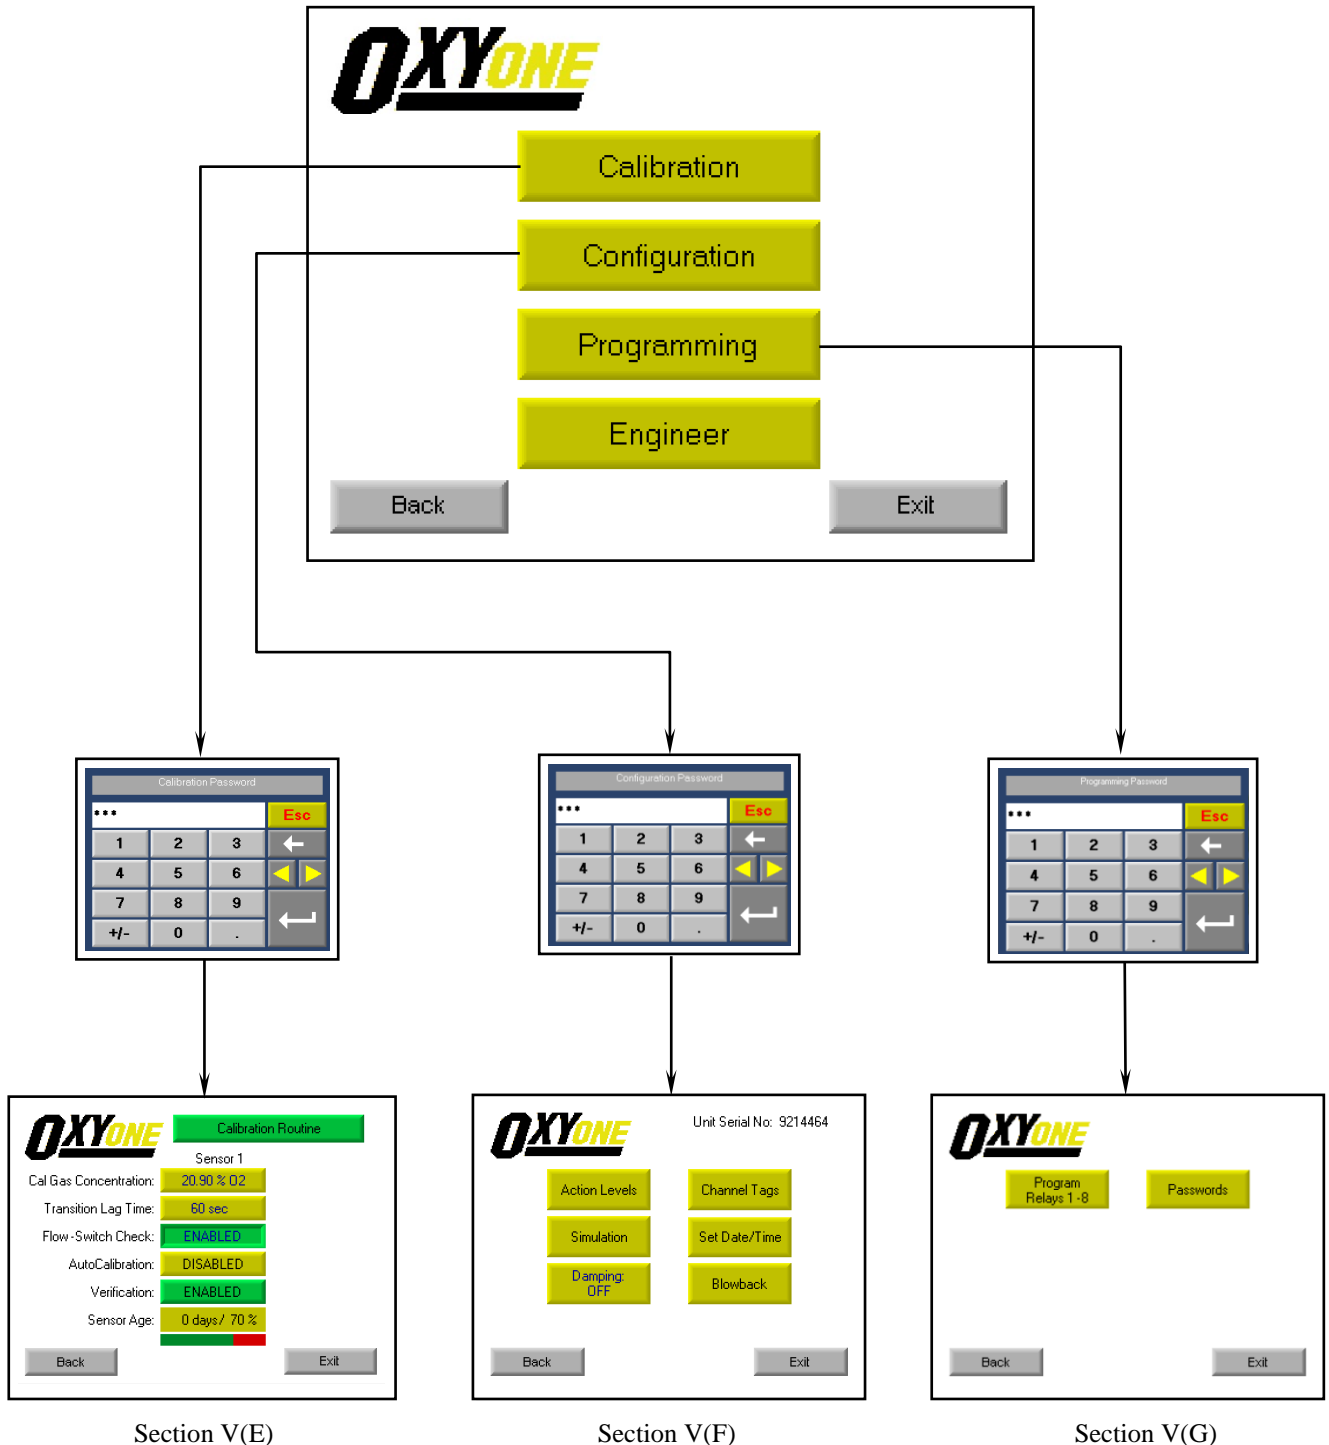 OXYONE
Calibration
Configuration
Programming
Engineer
Back Exit
Calibration Password
***
Esc
1 2 3
4 5 6
7 8 9
+/- 0 .
Configuration Password
***
Esc
1 2 3
4 5 6
7 8 9
+/- 0 .
Programming Password
***
Esc
1 2 3
4 5 6
7 8 9
+/- 0 .
OXYONE
Calibration Routine
Sensor 1
Cal Gas Concentration: 20.90 % O2
Transition Lag Time: 60 sec
Flow-Switch Check: ENABLED
AutoCalibration: DISABLED
Verification: ENABLED
Sensor Age: 0 days / 70 %
Back Exit
Section V(E)
OXYONE
Unit Serial No: 9214464
Action Levels Channel Tags
Simulation Set Date/Time
Damping:
OFF
Blowback
Back Exit
Section V(F)
OXYONE
Program
Relays 1-8
Passwords
Back Exit
Section V(G)